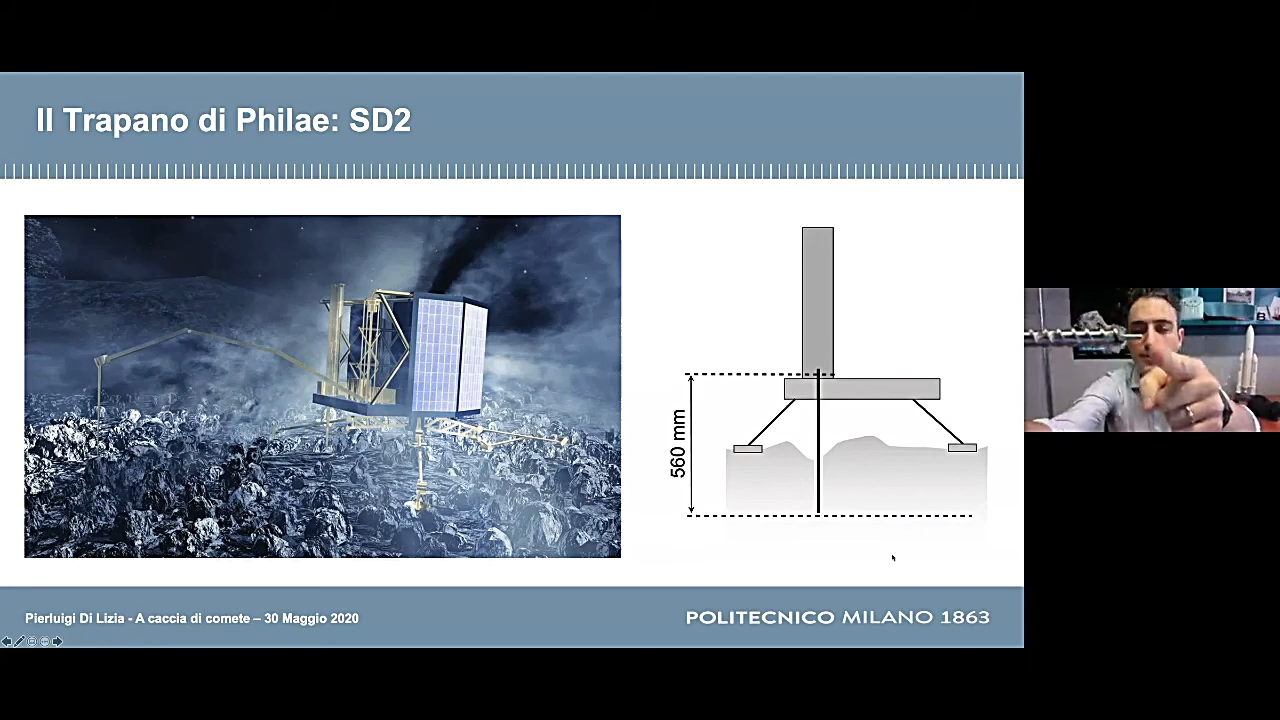 Il Trapano di Philae: SD2
560 mm
Pierluigi Di Lizia - A caccia di comete – 30 Maggio 2020
POLITECNICO MILANO 1863